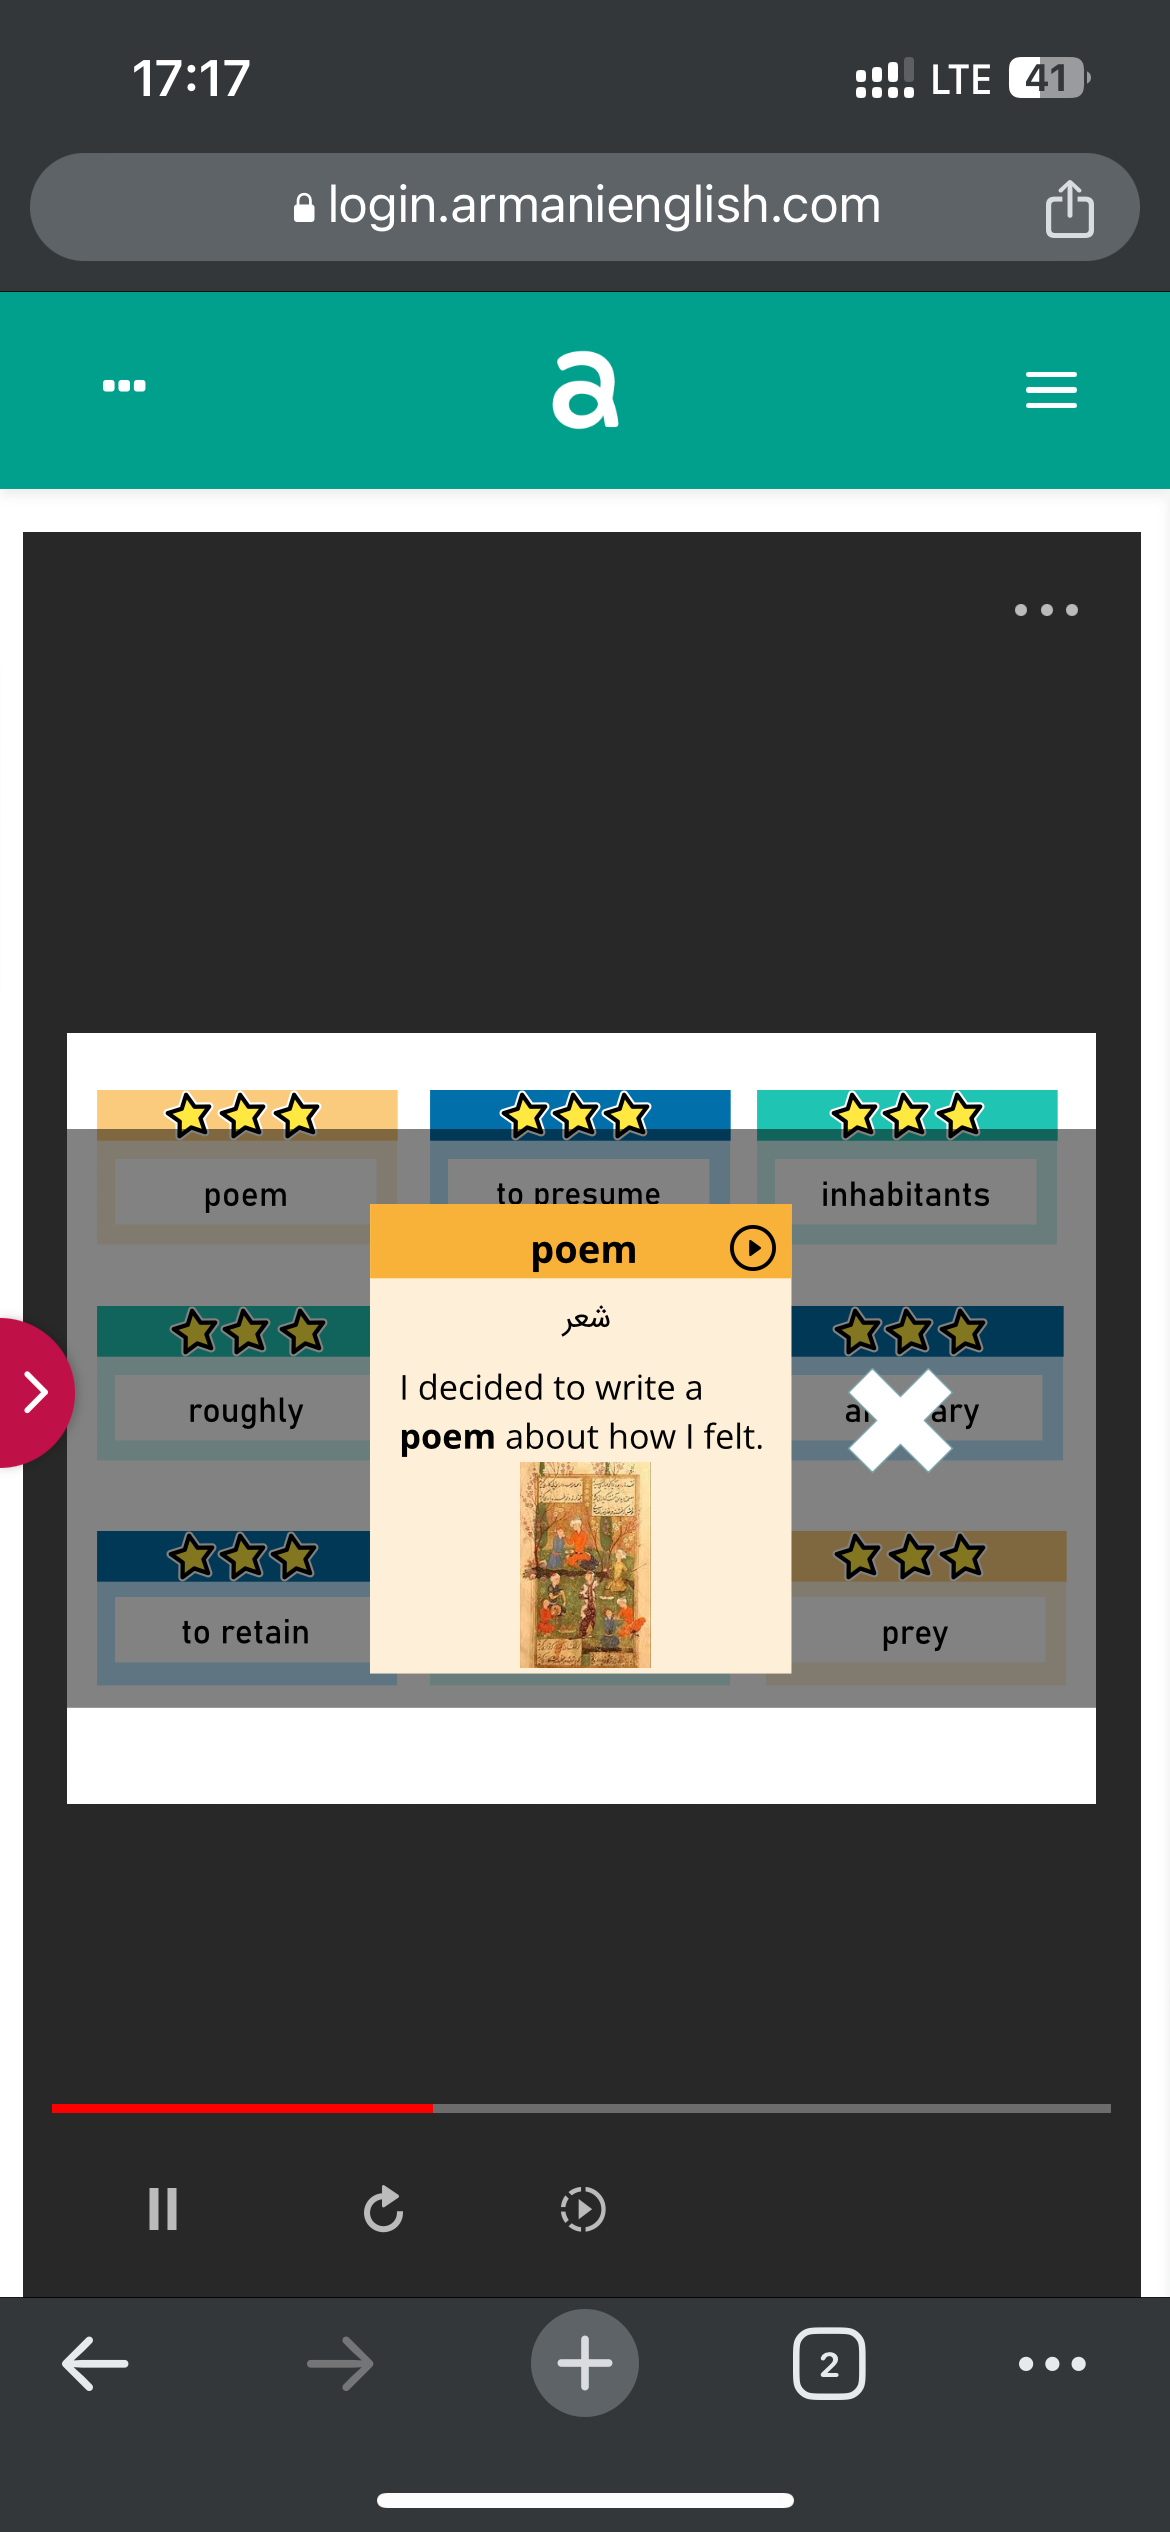 17:17
LTE
41
login.armanienglish.com
a
poem
to presume
inhabitants
poem
شعر
I decided to write a
poem about how I felt.
roughly
to retain
prey
2